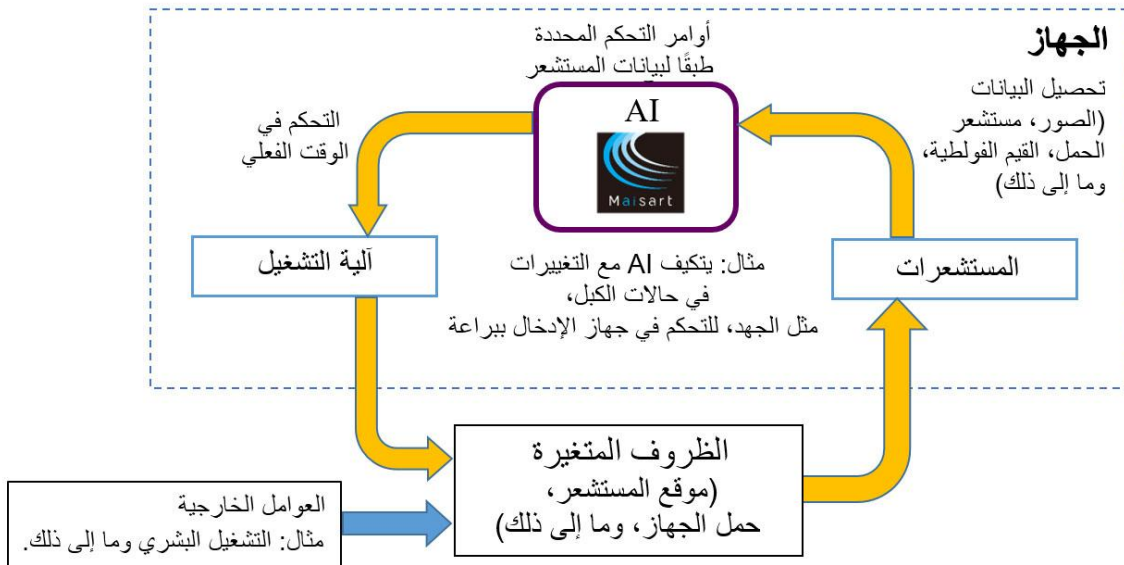 الجهاز
تحصيل البيانات
(الصور، مستشعر
الحمل، القيم الفولطية،
وما إلى ذلك)
أوامر التحكم المحددة
طبقًا لبيانات المستشعر
AI
Maisart
التحكم في
الوقت الفعلي
المستشعرات
آلية التشغيل
مثال: يتكيف AI مع التغييرات
في حالات الكبل،
مثل الجهد، للتحكم في جهاز الإدخال ببراعة
الظروف المتغيرة
(موقع المستشعر،
حمل الجهاز، وما إلى ذلك)
العوامل الخارجية
مثال: التشغيل البشري وما إلى ذلك.